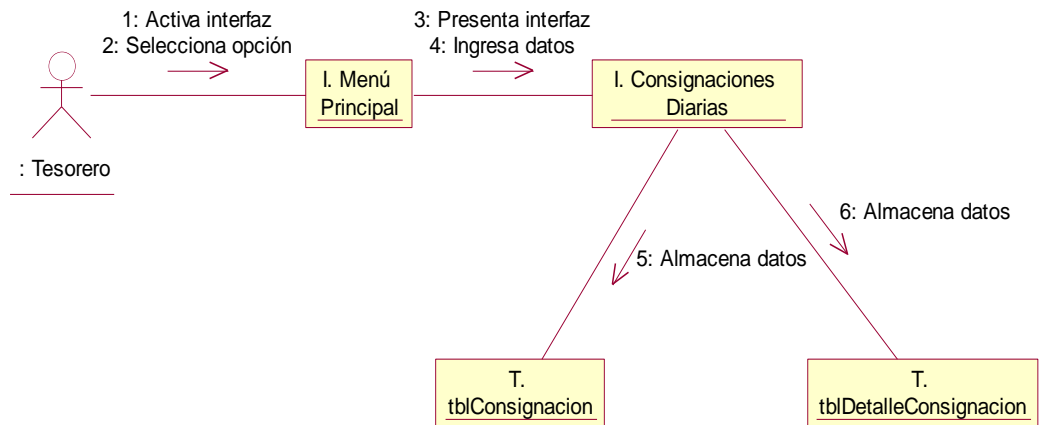 1: Activa interfaz
2: Selecciona opción
3: Presenta interfaz
4: Ingresa datos
I. Menú
Principal
I. Consignaciones
Diarias
: Tesorero
6: Almacena datos
5: Almacena datos
T.
tblConsignacion
T.
tblDetalleConsignacion